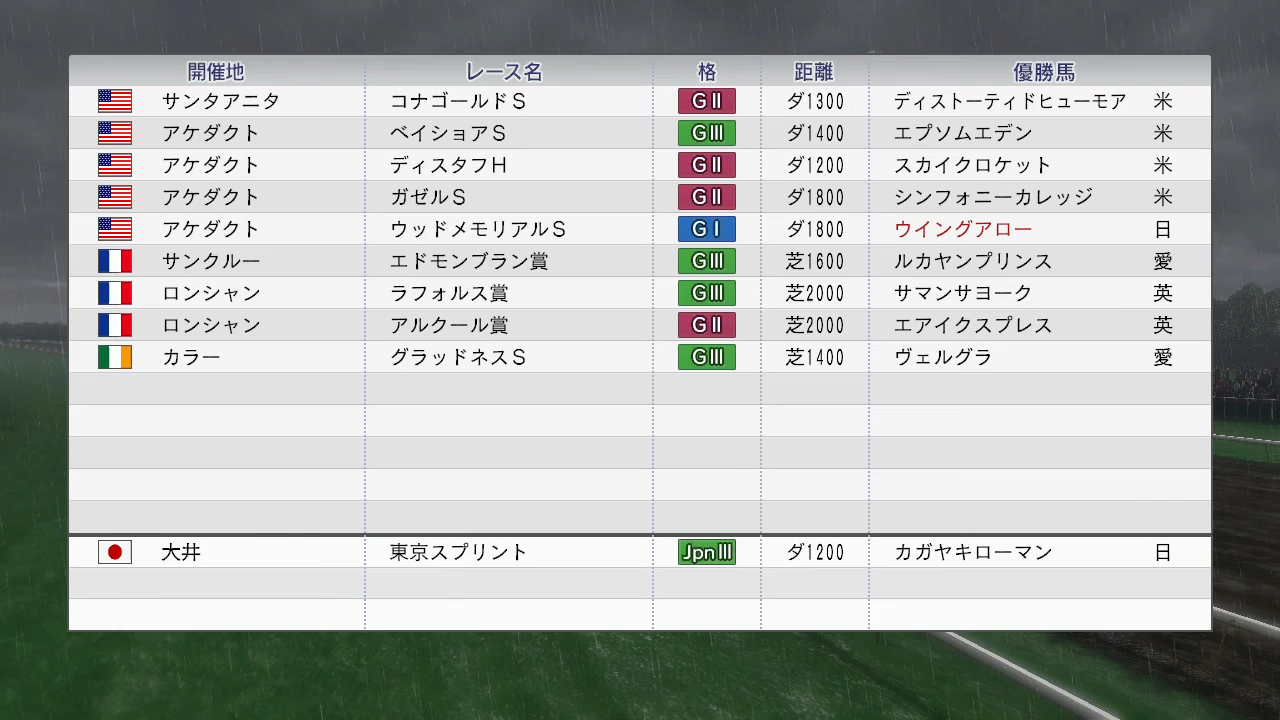 開催地 レース名 格 距離 優勝馬
サンタアニタ コナゴールドＳ GⅡ ダ1300 ディストーティドヒューモア 米
アケダクト ベイショアＳ GⅢ ダ1400 エプソムエデン 米
アケダクト ディスタフＨ GⅡ ダ1200 スカイクロケット 米
アケダクト ガゼルＳ GⅡ ダ1800 シンフォニーカレッジ 米
アケダクト ウッドメモリアルＳ GⅠ ダ1800 ウイングアロー 日
サンクルー エドモンブラン賞 GⅢ 芝1600 ルカヤンプリンス 愛
ロンシャン ラフォルス賞 GⅢ 芝2000 サマンサヨーク 英
ロンシャン アルクール賞 GⅡ 芝2000 エアイクスプレス 英
カラー グラッドネスＳ GⅢ 芝1400 ヴェルグラ 愛
大井 東京スプリント JpnⅢ ダ1200 カガヤキローマン 日